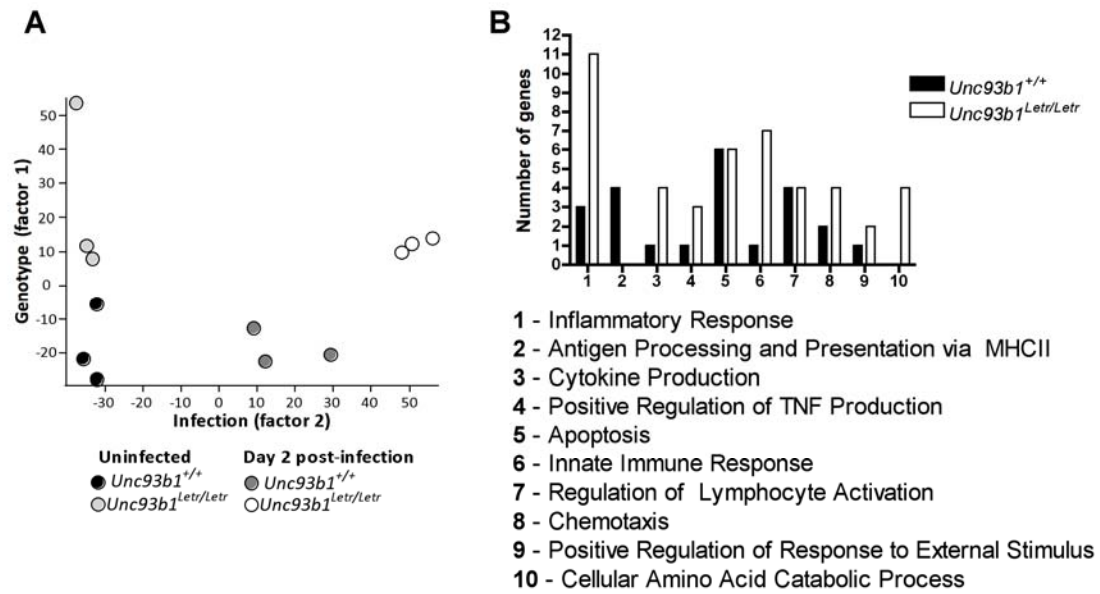 A
50
40
30
20
10
0
-10
-20
Genotype (factor 1)
-30 -20 -10 0 10 20 30 40 50
Infection (factor 2)
Uninfected Day 2 post-infection
Unc93b1+/+ Unc93b1+/+
Unc93b1Letr/Letr Unc93b1Letr/Letr
B
12
11
10
9
8
7
6
5
4
3
2
1
0
Numnber of genes
1 2 3 4 5 6 7 8 9 10
Unc93b1+/+
Unc93b1Letr/Letr
1 - Inflammatory Response
2 - Antigen Processing and Presentation via MHCII
3 - Cytokine Production
4 - Positive Regulation of TNF Production
5 - Apoptosis
6 - Innate Immune Response
7 - Regulation of Lymphocyte Activation
8 - Chemotaxis
9 - Positive Regulation of Response to External Stimulus
10 - Cellular Amino Acid Catabolic Process